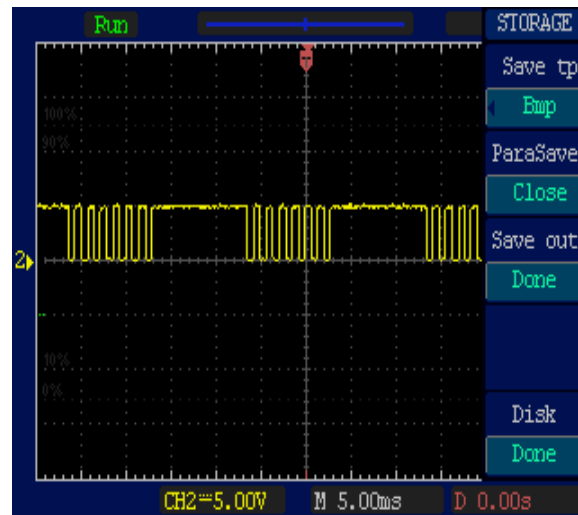 Run
STORAGE
Save tp
Bmp
100%
90%
ParaSave
Close
Save out
2
Done
10%
0%
Disk
Done
CH2=5.00V M 5.00ms D 0.00s